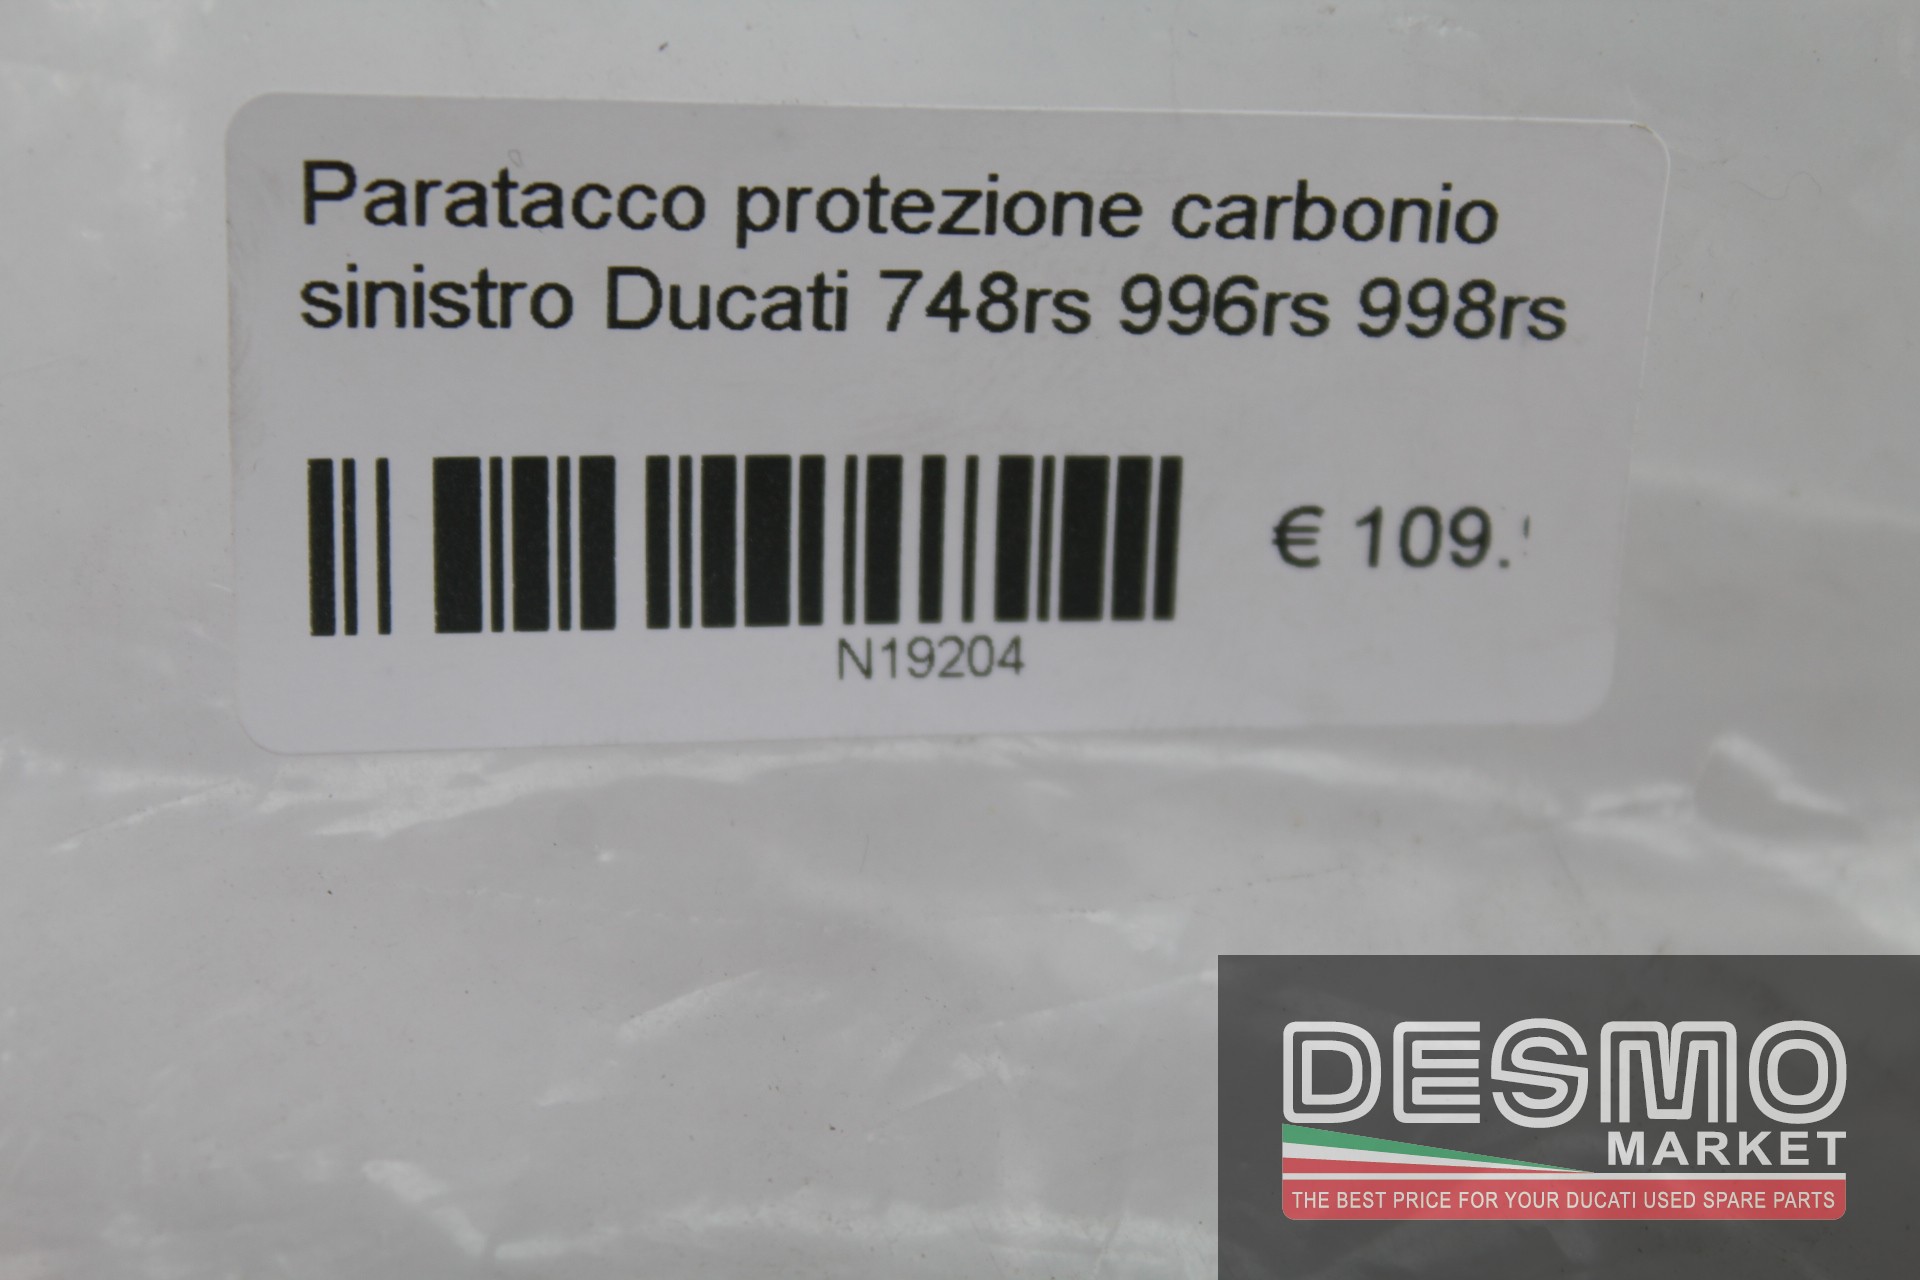 Paratacco protezione carbonio
sinistro Ducati 748rs 996rs 998rs
€ 109.
N19204
DESMO
MARKET
THE BEST PRICE FOR YOUR DUCATI USED SPARE PARTS